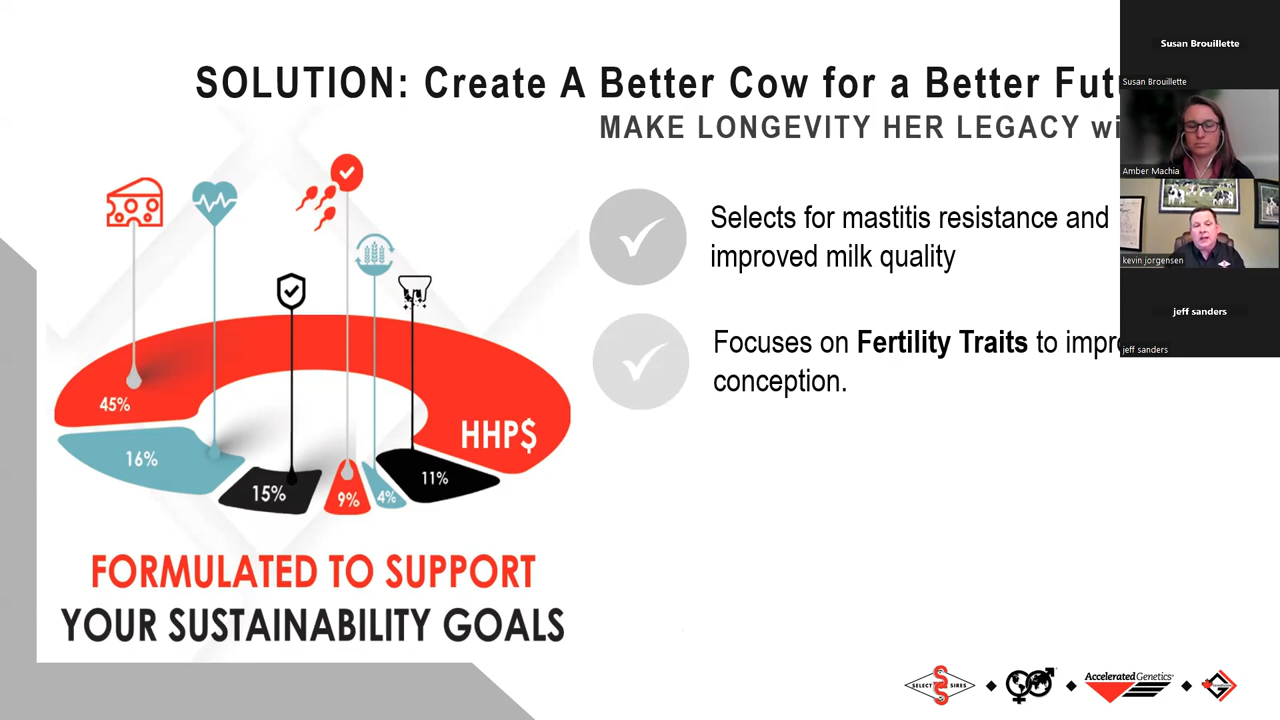 SOLUTION: Create A Better Cow for a Better Fut
MAKE LONGEVITY HER LEGACY wi
Selects for mastitis resistance and
improved milk quality
Focuses on Fertility Traits to impr
conception.
45%
16%
15%
9%
4%
11%
HHP$
FORMULATED TO SUPPORT
YOUR SUSTAINABILITY GOALS
Susan Brouillette
Susan Brouillette
Amber Machia
kevin jorgensen
jeff sanders
jeff sanders
SELECT SIRES
Accelerated Genetics